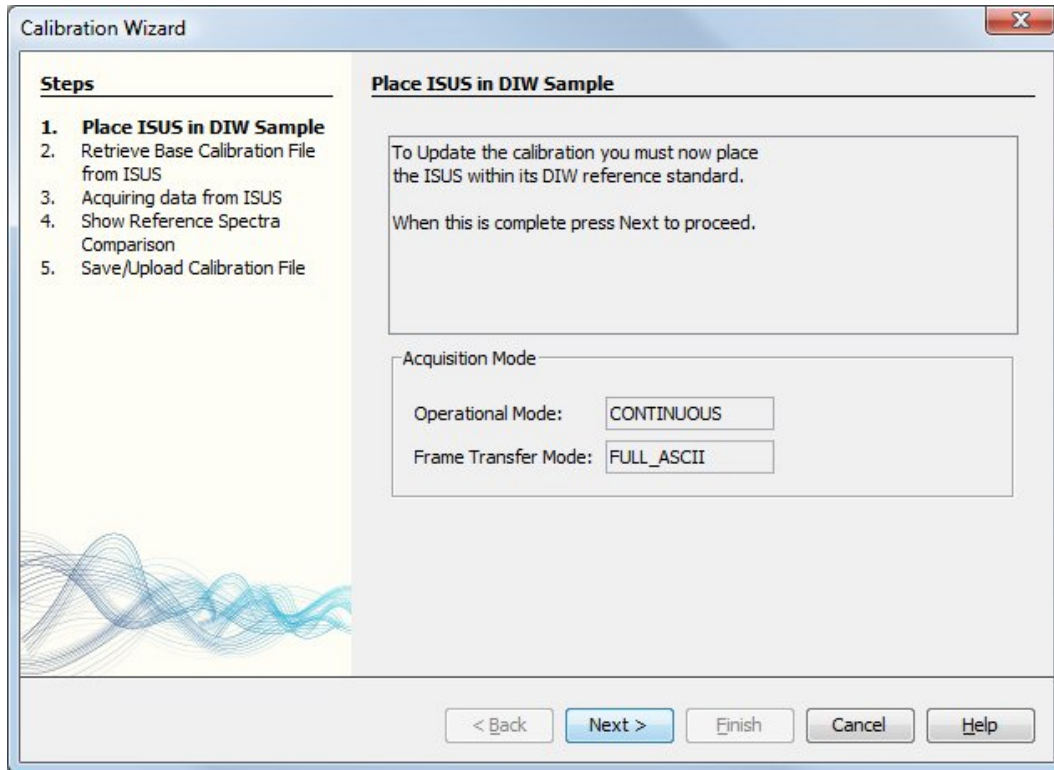 Calibration Wizard
X
Steps
1. Place ISUS in DIW Sample
2. Retrieve Base Calibration File
from ISUS
3. Acquiring data from ISUS
4. Show Reference Spectra
Comparison
5. Save/Upload Calibration File
Place ISUS in DIW Sample
To Update the calibration you must now place
the ISUS within its DIW reference standard.
When this is complete press Next to proceed.
Acquisition Mode
Operational Mode: CONTINUOUS
Frame Transfer Mode: FULL_ASCII
< Back Next > Finish Cancel Help